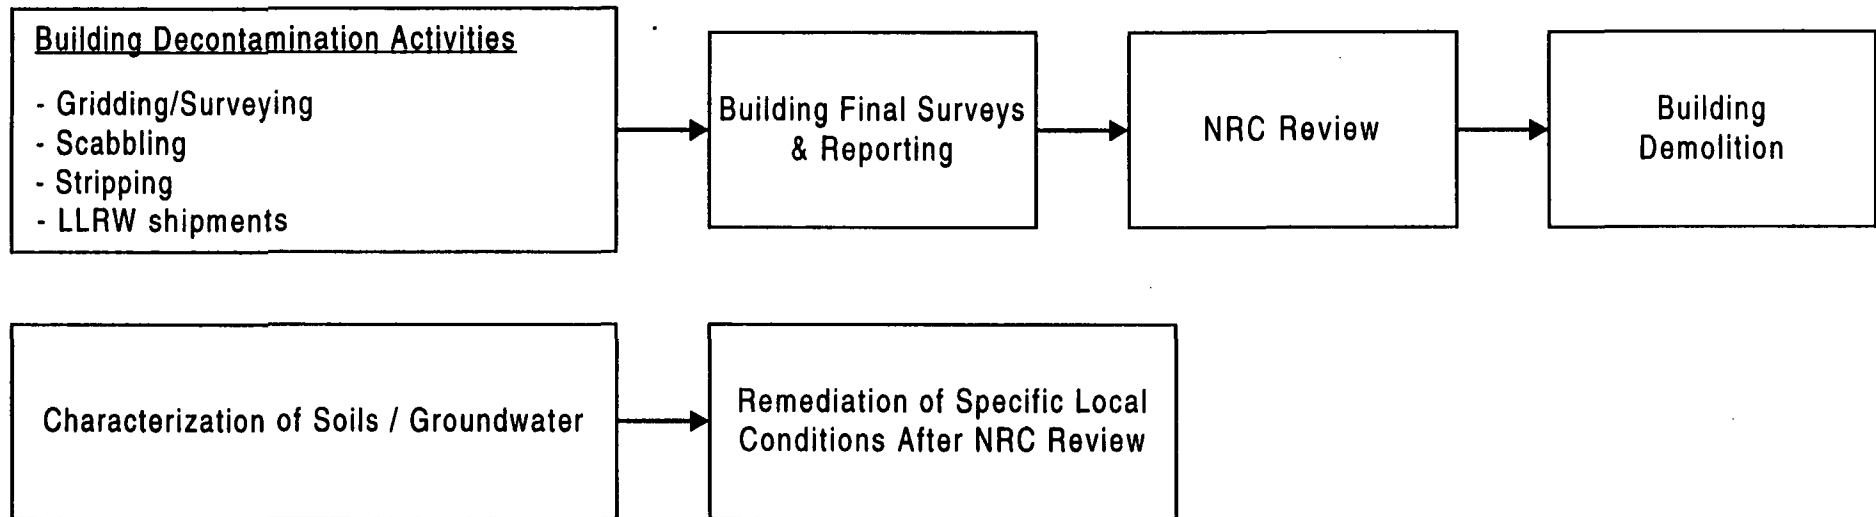 Building Decontamination Activities
- Gridding/Surveying
- Scabbling
- Stripping
- LLRW shipments
Building Final Surveys
& Reporting
NRC Review
Building
Demolition
Characterization of Soils / Groundwater
Remediation of Specific Local
Conditions After NRC Review